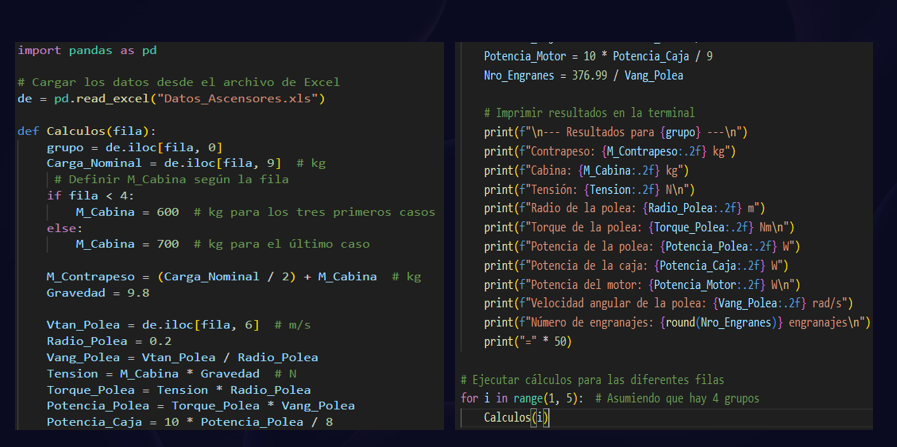 import pandas as pd
# Cargar los datos desde el archivo de Excel
de = pd.read_excel("Datos_Ascensores.xls")
def Calculos(fila):
    grupo = de.iloc[fila, 0]
    Carga_Nominal = de.iloc[fila, 9]  # kg
     # Definir M_Cabina según la fila
    if fila < 4:
        M_Cabina = 600  # kg para los tres primeros casos
    else:
        M_Cabina = 700  # kg para el último caso
    M_Contrapeso = (Carga_Nominal / 2) + M_Cabina  # kg
    Gravedad = 9.8
    Vtan_Polea = de.iloc[fila, 6]  # m/s
    Radio_Polea = 0.2
    Vang_Polea = Vtan_Polea / Radio_Polea
    Tension = M_Cabina * Gravedad  # N
    Torque_Polea = Tension * Radio_Polea
    Potencia_Polea = Torque_Polea * Vang_Polea
    Potencia_Caja = 10 * Potencia_Polea / 8
    Potencia_Motor = 10 * Potencia_Caja / 9
    Nro_Engranes = 376.99 / Vang_Polea
    # Imprimir resultados en la terminal
    print(f"\n--- Resultados para {grupo} ---\n")
    print(f"Contrapeso: {M_Contrapeso:.2f} kg")
    print(f"Cabina: {M_Cabina:.2f} kg")
    print(f"Tensión: {Tension:.2f} N\n")
    print(f"Radio de la polea: {Radio_Polea:.2f} m")
    print(f"Torque de la polea: {Torque_Polea:.2f} Nm\n")
    print(f"Potencia de la polea: {Potencia_Polea:.2f} W")
    print(f"Potencia de la caja: {Potencia_Caja:.2f} W")
    print(f"Potencia del motor: {Potencia_Motor:.2f} W\n")
    print(f"Velocidad angular de la polea: {Vang_Polea:.2f} rad/s")
    print(f"Número de engranajes: {round(Nro_Engranes)} engranajes\n")
    print("=" * 50)
# Ejecutar cálculos para las diferentes filas
for i in range(1, 5):  # Asumiendo que hay 4 grupos
    Calculos(i)